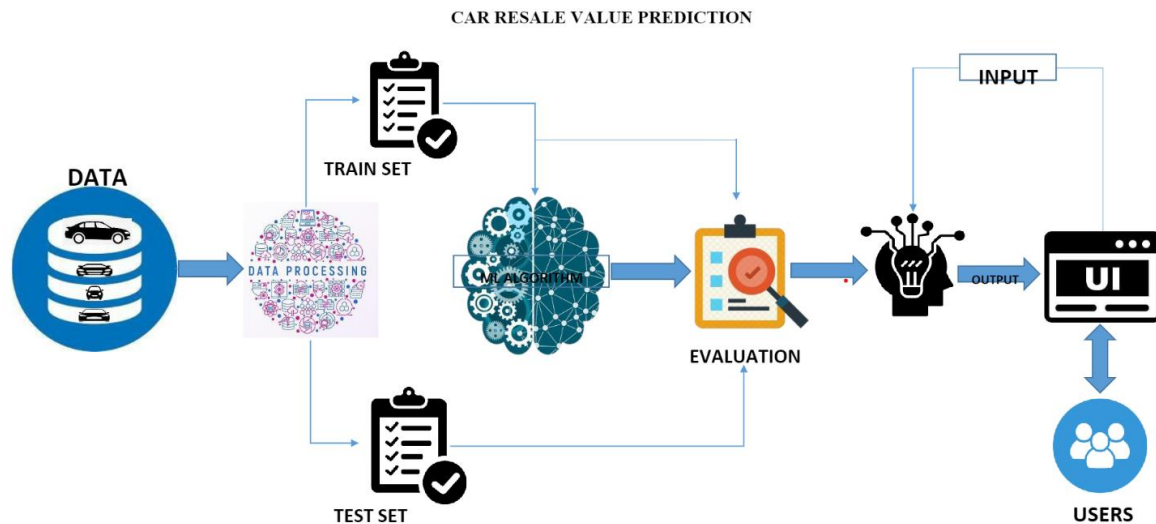 CAR RESALE VALUE PREDICTION
INPUT
TRAIN SET
DATA
DATA PROCESSING
ML ALGORITHM
OUTPUT
UI
EVALUATION
TEST SET
USERS